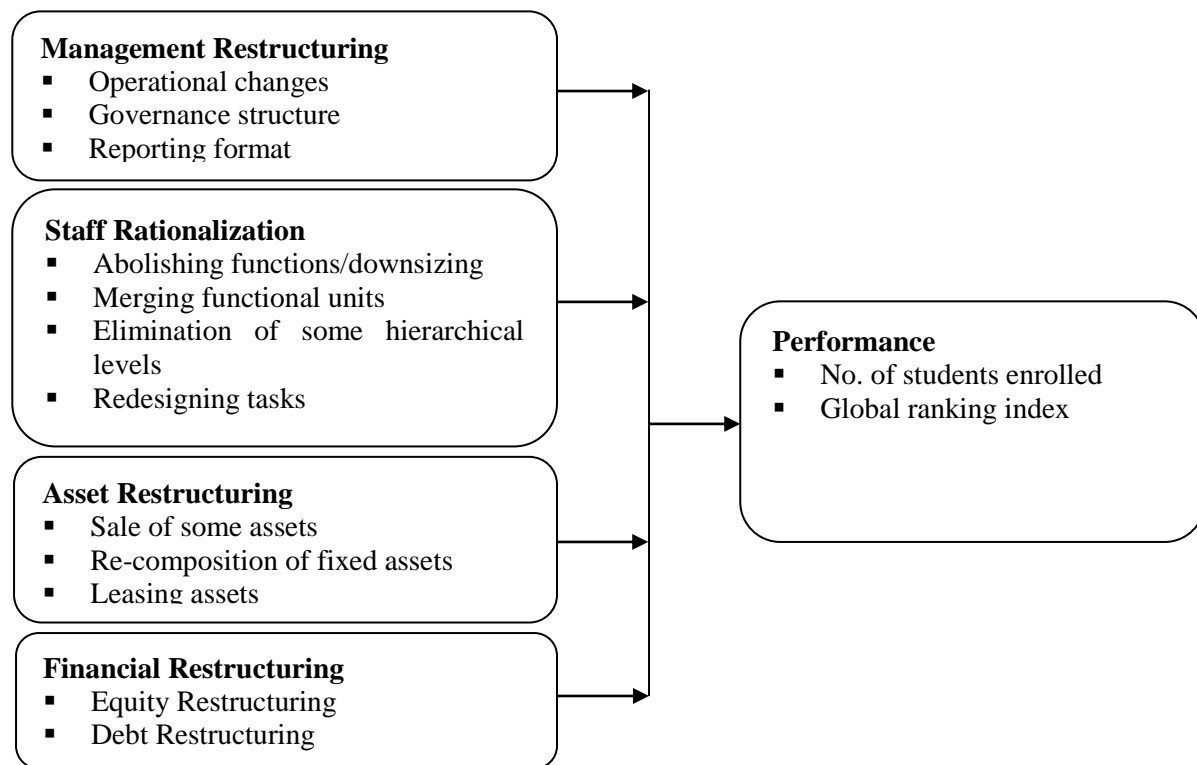 Management Restructuring
▪ Operational changes
▪ Governance structure
▪ Reporting format
Staff Rationalization
▪ Abolishing functions/downsizing
▪ Merging functional units
▪ Elimination of some hierarchical
levels
▪ Redesigning tasks
Asset Restructuring
▪ Sale of some assets
▪ Re-composition of fixed assets
▪ Leasing assets
Financial Restructuring
▪ Equity Restructuring
▪ Debt Restructuring
Performance
▪ No. of students enrolled
▪ Global ranking index